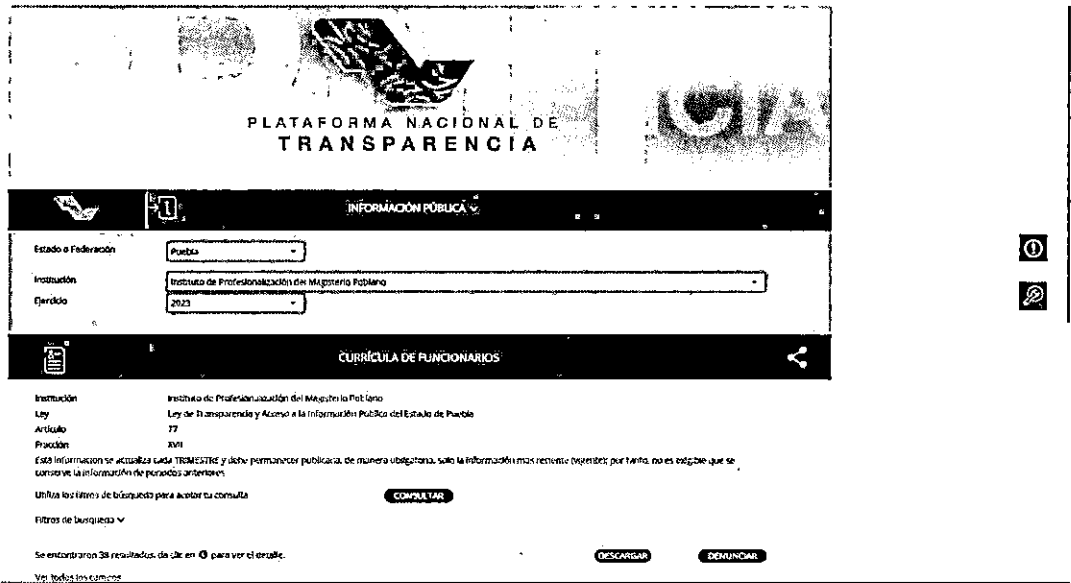 PLATAFORMA NACIONAL DE
TRANSPARENCIA
CIA
INFORMACIÓN PÚBLICA
Estado o Federación Puebla
Institución Instituto de Profesionalización del Magisterio Poblano
Ejercicio 2023
CURRÍCULA DE FUNCIONARIOS
Institución Instituto de Profesionalización del Magisterio Poblano
Ley Ley de Transparencia y Acceso a la Información Pública del Estado de Puebla
Artículo 77
Fracción XVII
Esta información se actualiza cada TRIMESTRE y debe permanecer publicada, de manera obligatoria, solo la información más reciente (vigente); por tanto, no es exigible que se
conserve la información de periodos anteriores
Utiliza los filtros de búsqueda para acotar tu consulta CONSULTAR
Filtros de busqueda
Se encontraron 38 resultados, da clic en para ver el detalle. DESCARGAR DENUNCIAR
Ver todos los campos